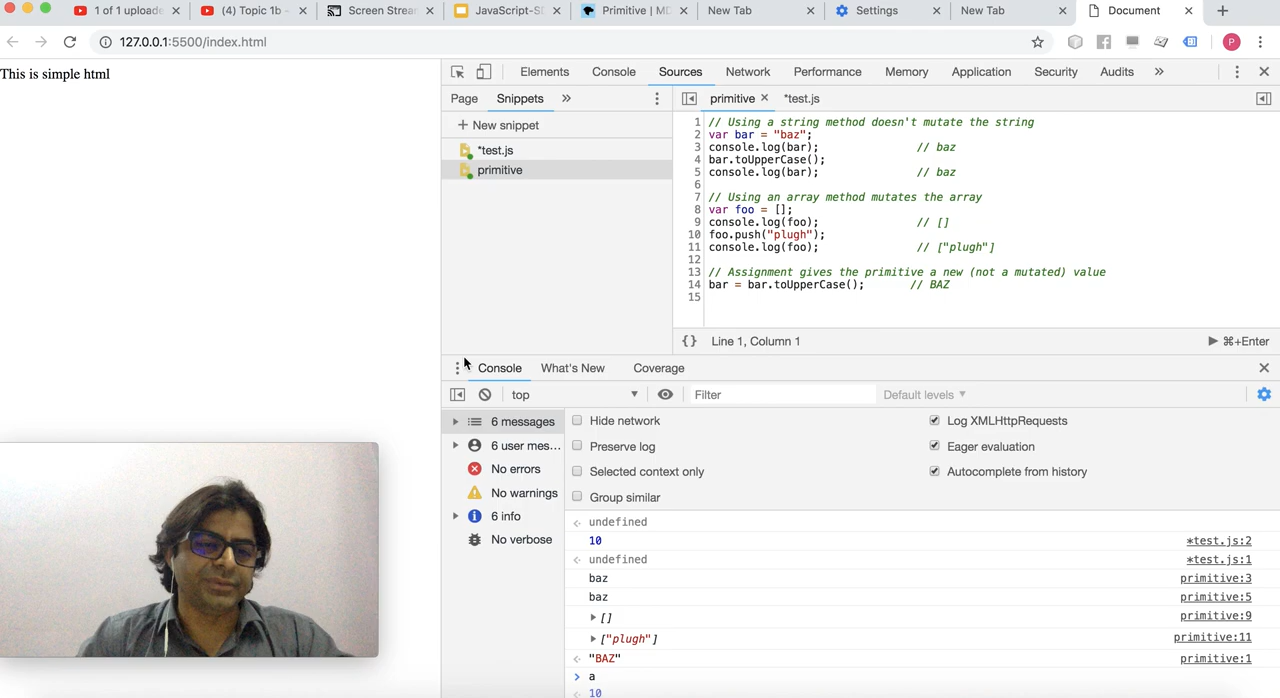 1 of 1 uploade
(4) Topic 1b -
Screen Strear
JavaScript-S
Primitive | MD
New Tab
Settings
New Tab
Document
127.0.0.1:5500/index.html
P
This is simple html
Elements
Console
Sources
Network
Performance
Memory
Application
Security
Audits
Page
Snippets
primitive
*test.js
+ New snippet
*test.js
primitive
1 // Using a string method doesn't mutate the string
2 var bar = "baz";
3 console.log(bar); // baz
4 bar.toUpperCase();
5 console.log(bar); // baz
6
7 // Using an array method mutates the array
8 var foo = [];
9 console.log(foo); // []
10 foo.push("plugh");
11 console.log(foo); // ["plugh"]
12
13 // Assignment gives the primitive a new (not a mutated) value
14 bar = bar.toUpperCase(); // BAZ
15
{} Line 1, Column 1
⌘+Enter
Console
What's New
Coverage
top
Filter
Default levels
6 messages
6 user mes...
No errors
No warnings
6 info
No verbose
Hide network
Log XMLHttpRequests
Preserve log
Eager evaluation
Selected context only
Autocomplete from history
Group similar
undefined
10 *test.js:2
undefined *test.js:1
baz primitive:3
baz primitive:5
[] primitive:9
["plugh"] primitive:11
"BAZ" primitive:1
a
10